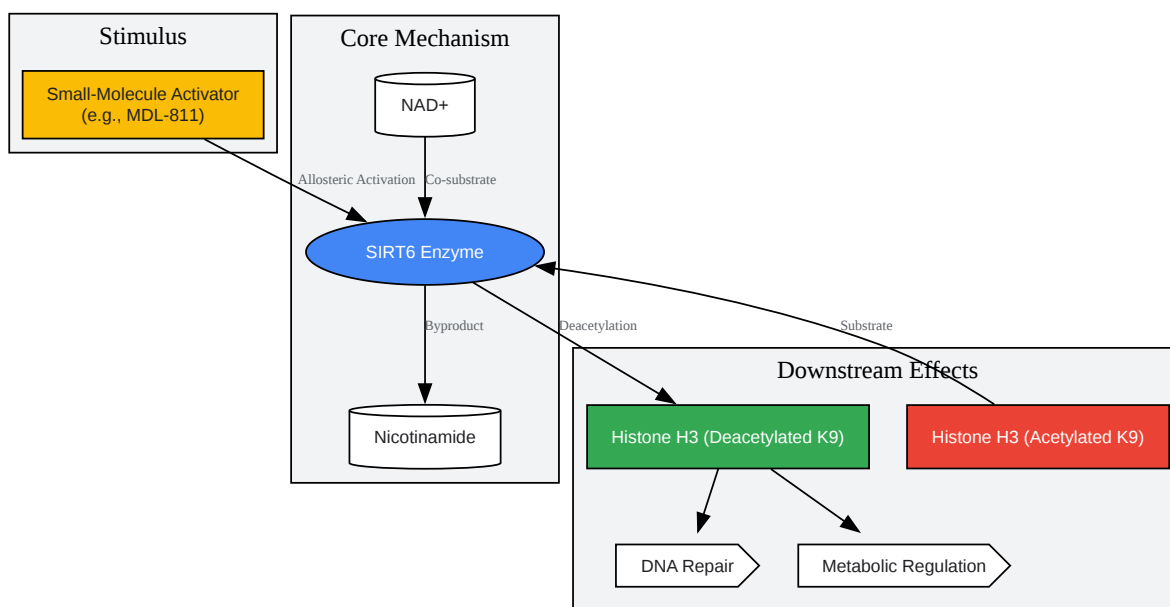 Stimulus
Core Mechanism
Small-Molecule Activator
(e.g., MDL-811)
NAD+
Allosteric Activation
Co-substrate
SIRT6 Enzyme
Byproduct
Deacetylation
Substrate
Downstream Effects
Nicotinamide
Histone H3 (Deacetylated K9)
Histone H3 (Acetylated K9)
DNA Repair
Metabolic Regulation